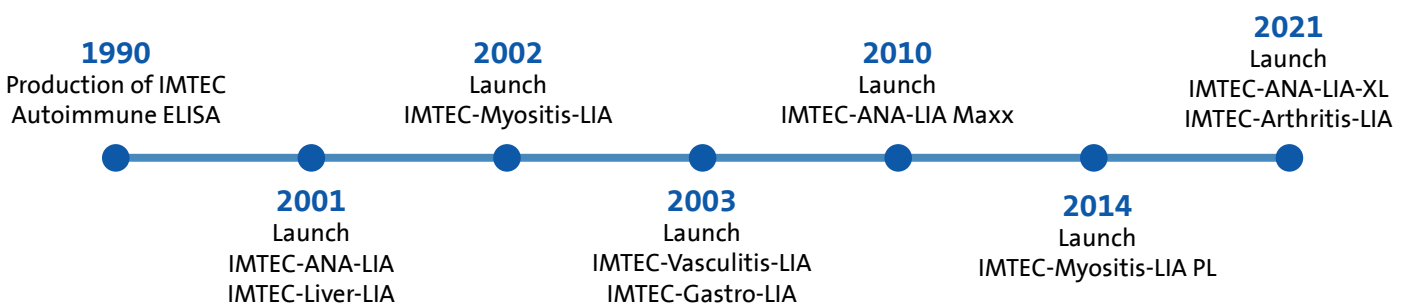 1990
Production of IMTEC
Autoimmune ELISA
2001
Launch
IMTEC-ANA-LIA
IMTEC-Liver-LIA
2002
Launch
IMTEC-Myositis-LIA
2003
Launch
IMTEC-Vasculitis-LIA
IMTEC-Gastro-LIA
2010
Launch
IMTEC-ANA-LIA Maxx
2014
Launch
IMTEC-Myositis-LIA PL
2021
Launch
IMTEC-ANA-LIA-XL
IMTEC-Arthritis-LIA